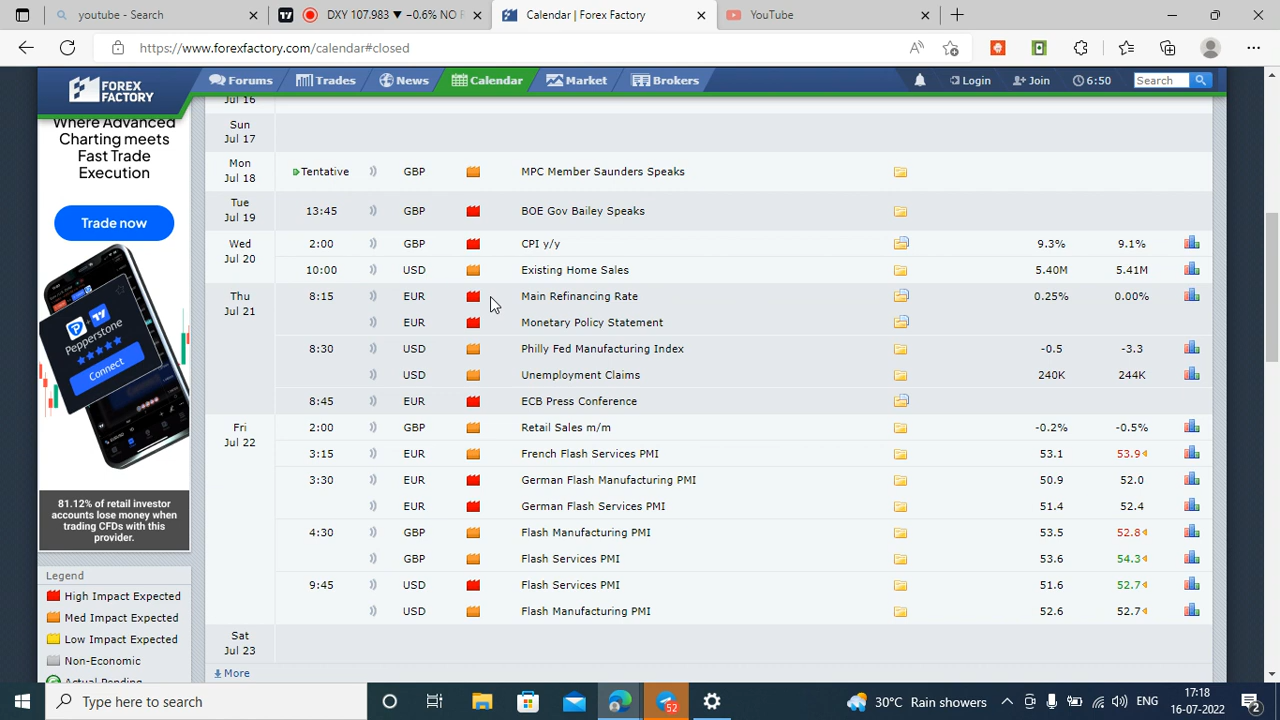 youtube - Search
DXY 107.983 ▼ −0.6% NO
Calendar | Forex Factory
YouTube
https://www.forexfactory.com/calendar#closed
FOREX FACTORY
Forums Trades News Calendar Market Brokers Login Join 6:50 Search
Where Advanced
Charting meets
Fast Trade
Execution
Trade now
Pepperstone
Connect
81.12% of retail investor
accounts lose money when
trading CFDs with this
provider.
Legend
High Impact Expected
Med Impact Expected
Low Impact Expected
Non-Economic
Actual Pending
Jul 16
Sun
Jul 17
Mon
Jul 18
Tentative GBP MPC Member Saunders Speaks
Tue
Jul 19
13:45 GBP BOE Gov Bailey Speaks
Wed
Jul 20
2:00 GBP CPI y/y 9.3% 9.1%
10:00 USD Existing Home Sales 5.40M 5.41M
Thu
Jul 21
8:15 EUR Main Refinancing Rate 0.25% 0.00%
EUR Monetary Policy Statement
8:30 USD Philly Fed Manufacturing Index -0.5 -3.3
USD Unemployment Claims 240K 244K
8:45 EUR ECB Press Conference
Fri
Jul 22
2:00 GBP Retail Sales m/m -0.2% -0.5%
3:15 EUR French Flash Services PMI 53.1 53.9
3:30 EUR German Flash Manufacturing PMI 50.9 52.0
EUR German Flash Services PMI 51.4 52.4
4:30 GBP Flash Manufacturing PMI 53.5 52.8
GBP Flash Services PMI 53.6 54.3
9:45 USD Flash Services PMI 51.6 52.7
USD Flash Manufacturing PMI 52.6 52.7
Sat
Jul 23
More
Type here to search
52
30°C Rain showers
ENG
17:18
16-07-2022
2